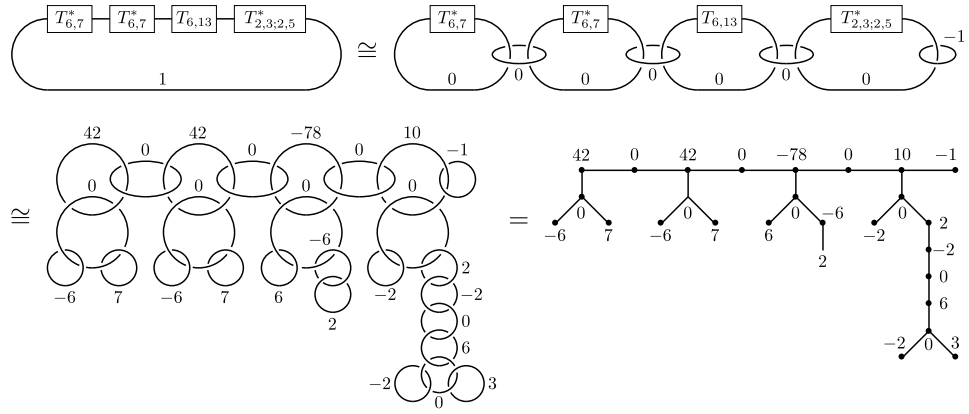 T*6,7 T*6,7 T6,13 T*2,3;2,5 ≅ T*6,7 T*6,7 T6,13 T*2,3;2,5
−1
1 0 0 0 0 0 0 0
42 42 −78 10
0 0 0 −1
0 0 0 0
≅
−6
−6 7 −6 7 6 −2 2
−2
2 0
6
−2 3
0
=
42 0 42 0 −78 0 10 −1
0 0 0 −6 0
−6 7 −6 7 6 −2 2
−2
2
0
6
−2 0 3